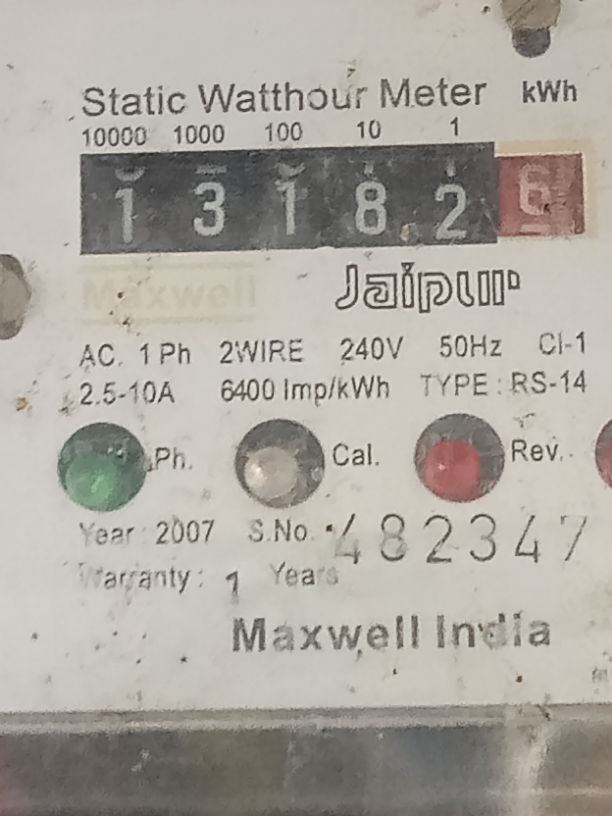 Static Watthour Meter kWh
10000 1000 100 10 1
1 3 1 8 2 6
Maxwell Jaipur
AC. 1 Ph 2WIRE 240V 50Hz Cl-1
2.5-10A 6400 Imp/kWh TYPE : RS-14
Ph. Cal. Rev.
Year : 2007 S.No. 482347
Warranty : 1 Years
Maxwell India